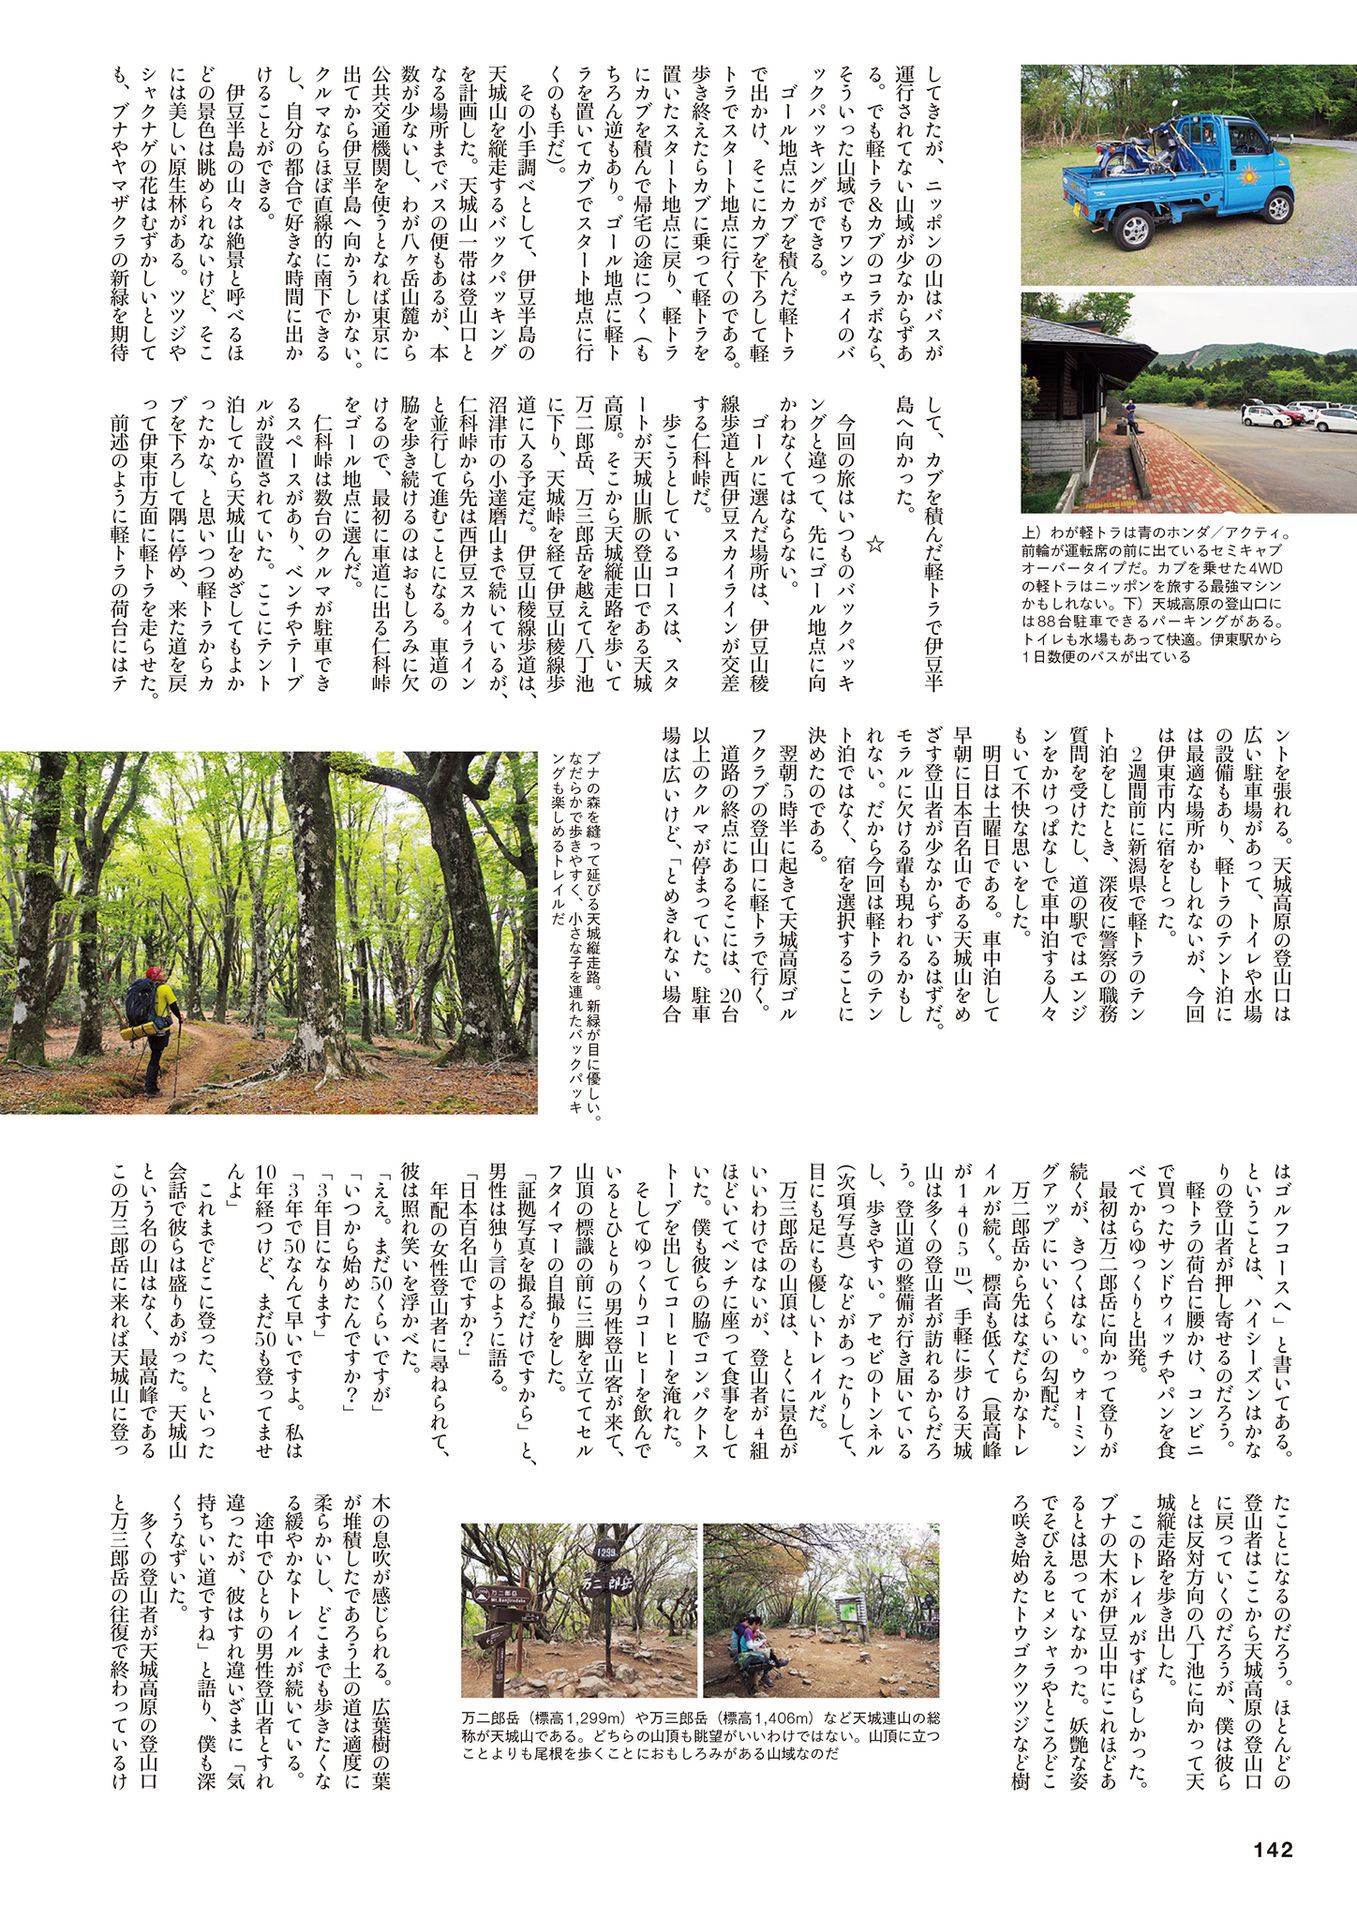 してきたが、ニッポンの山はバスが
運行されてない山域が少なからずあ
る。でも軽トラ&カブのコラボなら、
そういった山域でもワンウェイのバ
ックパッキングができる。
ゴール地点にカブを積んだ軽トラ
で出かけ、そこにカブを下ろして軽
トラでスタート地点に行くのである。
歩き終えたらカブに乗って軽トラを
置いたスタート地点に戻り、軽トラ
にカブを積んで帰宅の途につく(も
ちろん逆もあり。ゴール地点に軽ト
ラを置いてカブでスタート地点に行
くのも手だ)。
その小手調べとして、伊豆半島の
天城山を縦走するバックパッキング
を計画した。天城山一帯は登山口と
なる場所までバスの便もあるが、本
数が少ないし、わが八ヶ岳山麓から
公共交通機関を使うとなれば東京に
出てから伊豆半島へ向かうしかない。
クルマならほぼ直線的に南下できる
し、自分の都合で好きな時間に出か
けることができる。
伊豆半島の山々は絶景と呼べるほ
どの景色は眺められないけど、そこ
には美しい原生林がある。ツツジや
シャクナゲの花はむずかしいとして
も、ブナやヤマザクラの新緑を期待
して、カブを積んだ軽トラで伊豆半
島へ向かった。
☆
今回の旅はいつものバックパッキ
ングと違って、先にゴール地点に向
かわなくてはならない。
ゴールに選んだ場所は、伊豆山稜
線歩道と西伊豆スカイラインが交差
する仁科峠だ。
歩こうとしているコースは、スタ
ートが天城山脈の登山口である天城
高原。そこから天城縦走路を歩いて
万二郎岳、万三郎岳を越えて八丁池
に下り、天城峠を経て伊豆山稜線歩
道に入る予定だ。伊豆山稜線歩道は、
沼津市の小達磨山まで続いているが、
仁科峠から先は西伊豆スカイライン
と並行して進むことになる。車道の
脇を歩き続けるのはおもしろみに欠
けるので、最初に車道に出る仁科峠
をゴール地点に選んだ。
仁科峠は数台のクルマが駐車でき
るスペースがあり、ベンチやテーブ
ルが設置されていた。ここにテント
泊してから天城山をめざしてもよか
ったかな、と思いつつ軽トラからカ
ブを下ろして隅に停め、来た道を戻
って伊東市方面に軽トラを走らせた。
前述のように軽トラの荷台にはテ
上）わが軽トラは青のホンダ／アクティ。
前輪が運転席の前に出ているセミキャブ
オーバータイプだ。カブを乗せた4WD
の軽トラはニッポンを旅する最強マシン
かもしれない。下）天城高原の登山口に
は88台駐車できるパーキングがある。
トイレも水場もあって快適。伊東駅から
1日数便のバスが出ている
ントを張れる。天城高原の登山口は
広い駐車場があって、トイレや水場
の設備もあり、軽トラのテント泊に
は最適な場所かもしれないが、今回
は伊東市内に宿をとった。
2週間前に新潟県で軽トラのテン
ト泊をしたとき、深夜に警察の職務
質問を受けたし、道の駅ではエンジ
ンをかけっぱなしで車中泊する人々
もいて不快な思いをした。
明日は土曜日である。車中泊して
早朝に日本百名山である天城山をめ
ざす登山者が少なからずいるはずだ。
モラルに欠ける輩も現われるかもし
れない。だから今回は軽トラのテン
ト泊ではなく、宿を選択することに
決めたのである。
翌朝5時半に起きて天城高原ゴル
フクラブの登山口に軽トラで行く。
道路の終点にあるそこには、20台
以上のクルマが停まっていた。駐車
場は広いけど、「とめきれない場合
ブナの森を縫って延びる天城縦走路。新緑が目に優しい。
なだらかで歩きやすく、小さな子を連れたバックパッキ
ングも楽しめるトレイルだ
はゴルフコースへ」と書いてある。
ということは、ハイシーズンはかな
りの登山者が押し寄せるのだろう。
軽トラの荷台に腰かけ、コンビニ
で買ったサンドウィッチやパンを食
べてからゆっくりと出発。
最初は万二郎岳に向かって登りが
続くが、きつくはない。ウォーミン
グアップにいいくらいの勾配だ。
万二郎岳から先はなだらかなトレ
イルが続く。標高も低くて(最高峰
が1405m)、手軽に歩ける天城
山は多くの登山者が訪れるからだろ
う。登山道の整備が行き届いている
し、歩きやすい。アセビのトンネル
(次項写真)などがあったりして、
目にも足にも優しいトレイルだ。
万三郎岳の山頂は、とくに景色が
いいわけではないが、登山者が4組
ほどいてベンチに座って食事をして
いた。僕も彼らの脇でコンパクトス
トーブを出してコーヒーを淹れた。
そしてゆっくりコーヒーを飲んで
いるとひとりの男性登山客が来て、
山頂の標識の前に三脚を立ててセル
フタイマーの自撮りをした。
「証拠写真を撮るだけですから」と、
男性は独り言のように語る。
「日本百名山ですか?」
年配の女性登山者に尋ねられて、
彼は照れ笑いを浮かべた。
「ええ。まだ50くらいですが」
「いつから始めたんですか?」
「3年目になります」
「3年で50なんて早いですよ。私は
10年経つけど、まだ50も登ってませ
んよ」
これまでどこに登った、といった
会話で彼らは盛りあがった。天城山
という名の山はなく、最高峰である
この万三郎岳に来れば天城山に登っ
たことになるのだろう。ほとんどの
登山者はここから天城高原の登山口
に戻っていくのだろうが、僕は彼ら
とは反対方向の八丁池に向かって天
城縦走路を歩き出した。
このトレイルがすばらしかった。
ブナの大木が伊豆山中にこれほどあ
るとは思っていなかった。妖艶な姿
でそびえるヒメシャラやところどこ
ろ咲き始めたトウゴクツツジなど樹
木の息吹が感じられる。広葉樹の葉
が堆積したであろう土の道は適度に
柔らかいし、どこまでも歩きたくな
る緩やかなトレイルが続いている。
途中でひとりの男性登山者とすれ
違ったが、彼はすれ違いざまに「気
持ちいい道ですね」と語り、僕も深
くうなずいた。
多くの登山者が天城高原の登山口
と万三郎岳の往復で終わっているけ
1299
万二郎岳
万二郎岳
Mt. Banjirodake
万二郎岳（標高1,299m）や万三郎岳（標高1,406m）など天城連山の総
称が天城山である。どちらの山頂も眺望がいいわけではない。山頂に立つ
ことよりも尾根を歩くことにおもしろみがある山域なのだ
142